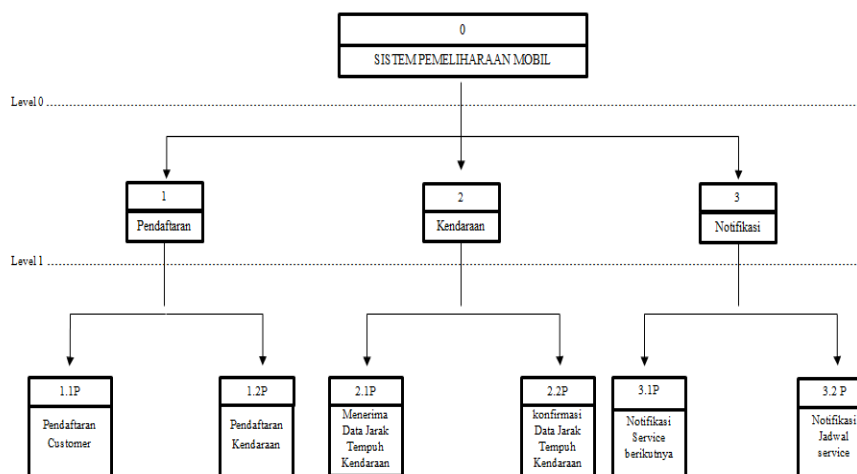 0
SISTEM PEMELIHARAAN MOBIL
Level 0
1
Pendaftaran
2
Kendaraan
3
Notifikasi
Level 1
1.1P
Pendaftaran
Customer
1.2P
Pendaftaran
Kendaraan
2.1P
Menerima
Data Jarak
Tempuh
Kendaraan
2.2P
konfirmasi
Data Jarak
Tempuh
Kendaraan
3.1P
Notifikasi
Service
berikutnya
3.2 P
Notifikasi
Jadwal
service